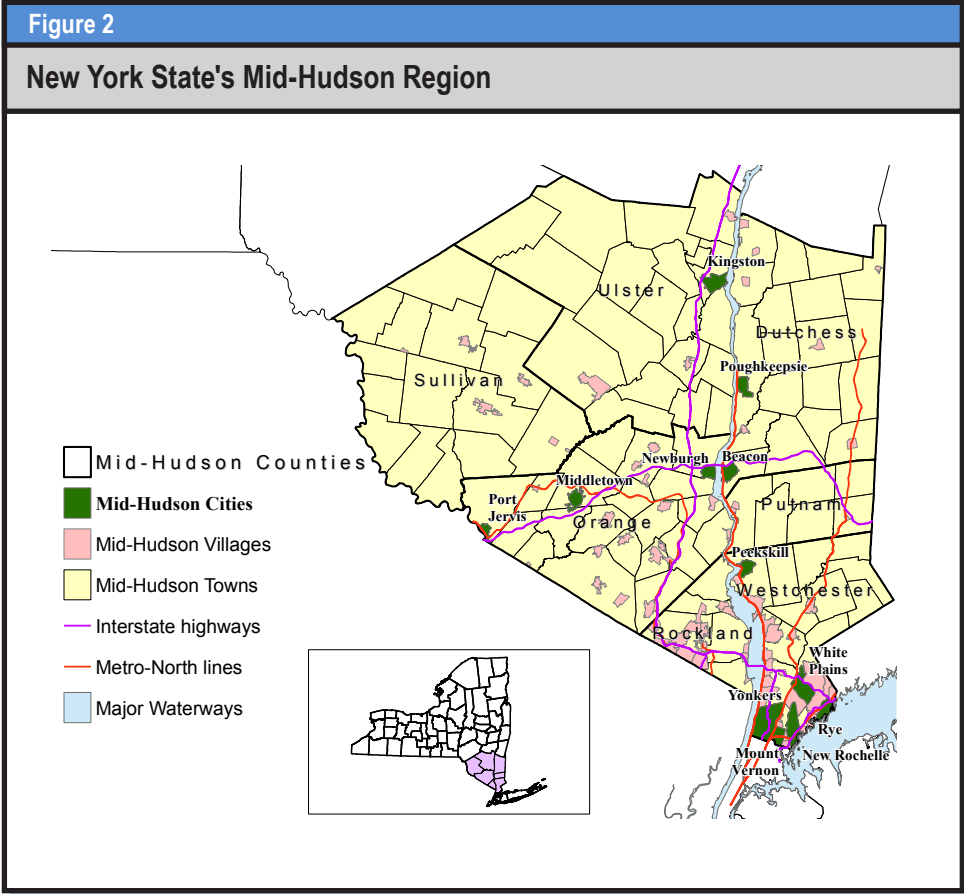 Figure 2
New York State's Mid-Hudson Region
Kingston
Ulster
Dutchess
Poughkeepsie
Sullivan
Newburgh
Beacon
Mid-Hudson Counties
Middletown
Mid-Hudson Cities
Port
Jervis
Orange
Putnam
Mid-Hudson Villages
Peekskill
Mid-Hudson Towns
Westchester
Interstate highways
Rockland
White
Plains
Metro-North lines
Yonkers
Major Waterways
Rye
Mount
Vernon
New Rochelle